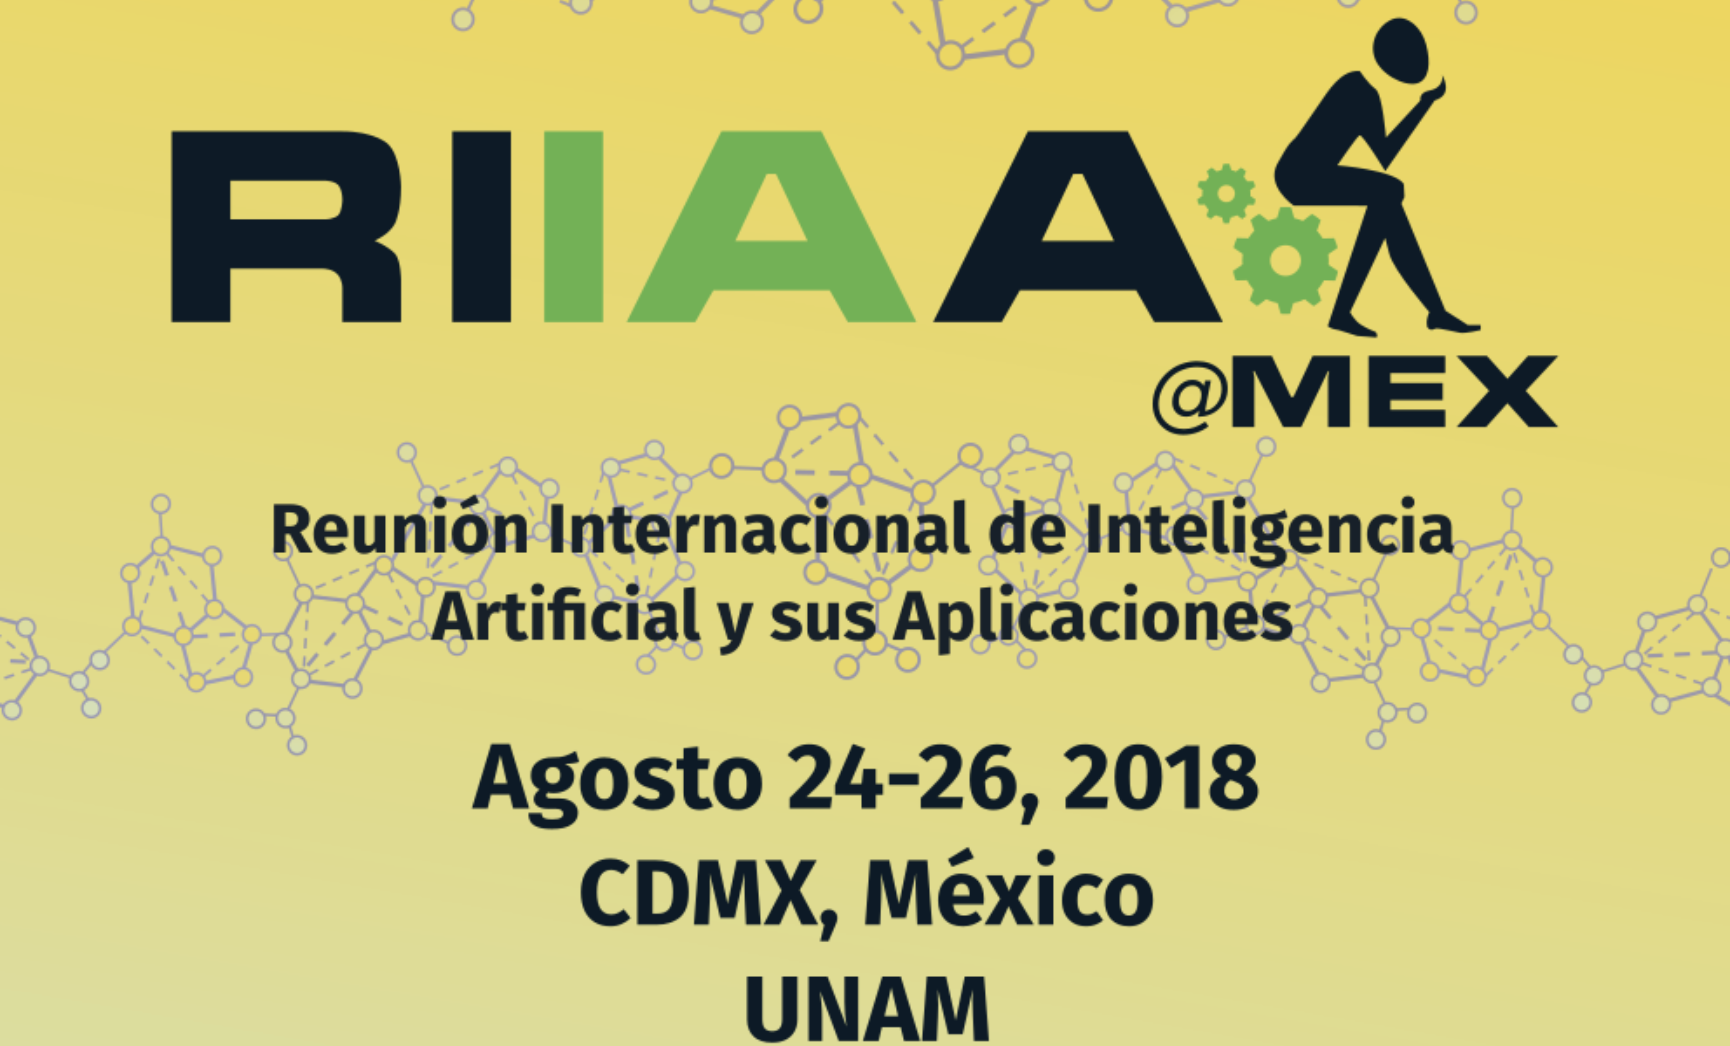 RIIAA
@MEX
Reunión Internacional de Inteligencia
Artificial y sus Aplicaciones
Agosto 24-26, 2018
CDMX, México
UNAM